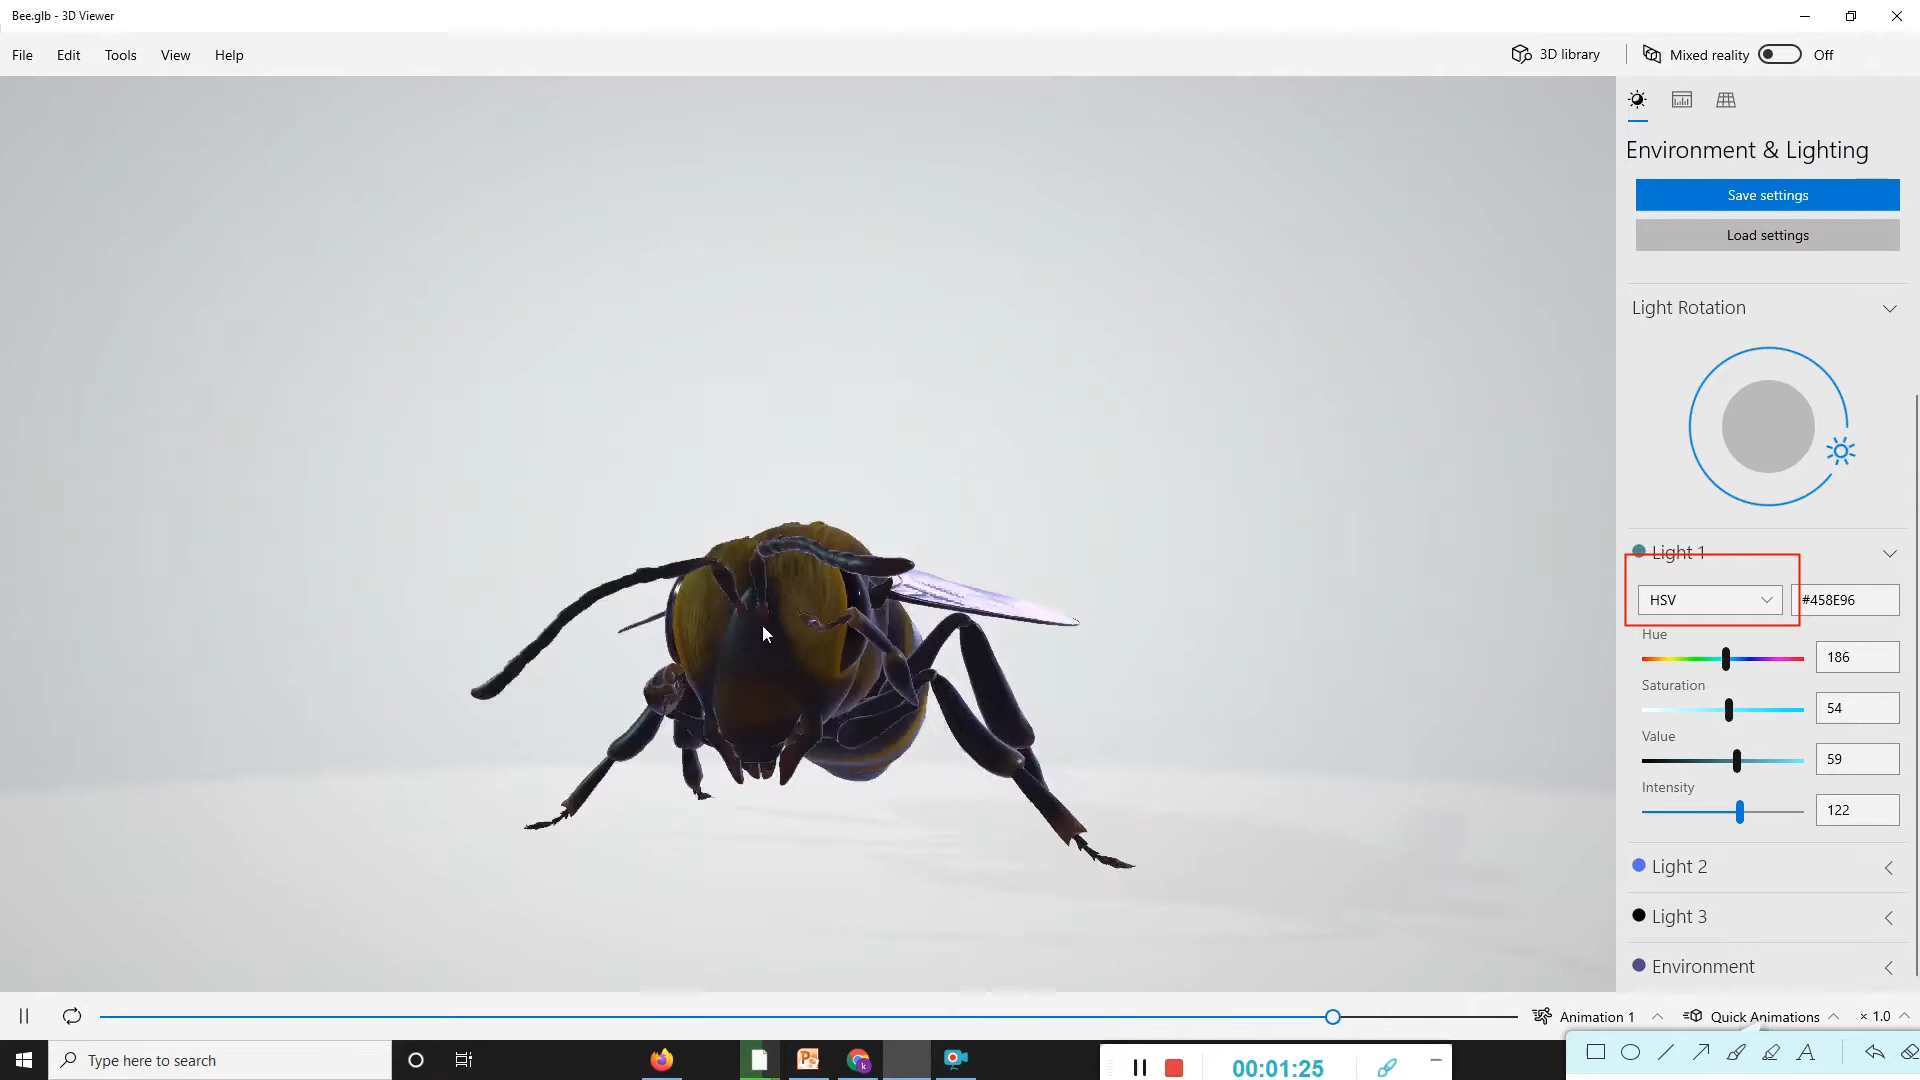 Bee.glb - 3D Viewer
File Edit Tools View Help
3D library Mixed reality Off
Environment & Lighting
Save settings
Load settings
Light Rotation
Light 1
HSV #458E96
Hue
186
Saturation
54
Value
59
Intensity
122
Light 2
Light 3
Environment
Animation 1 Quick Animations × 1.0
Type here to search
00:01:25